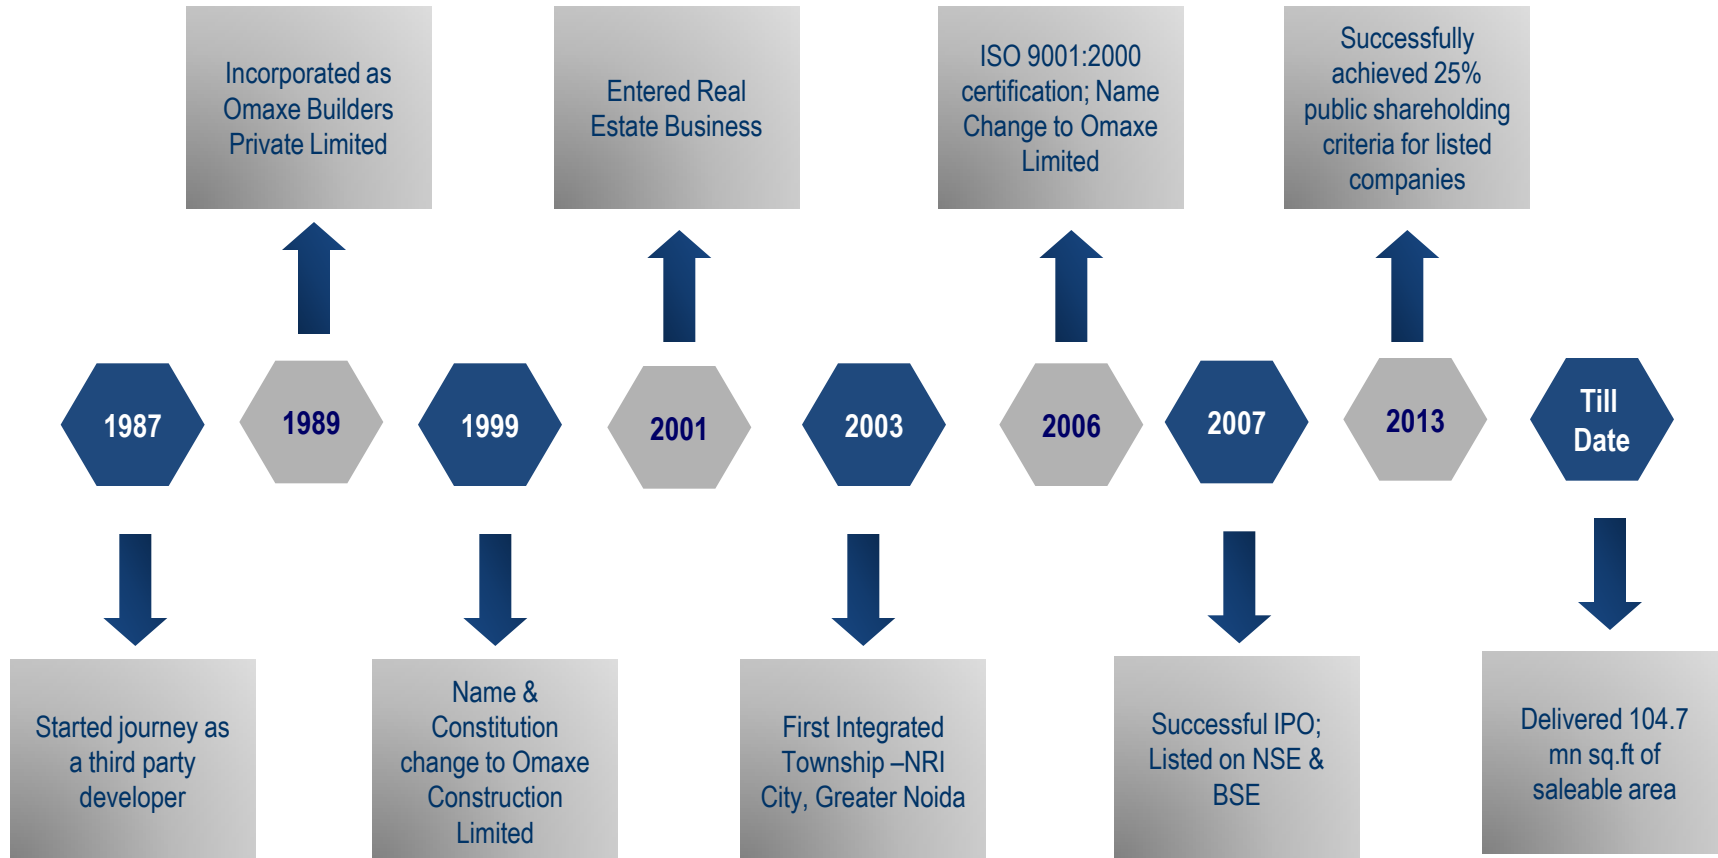 Incorporated as
Omaxe Builders
Private Limited
Entered Real
Estate Business
ISO 9001:2000
certification; Name
Change to Omaxe
Limited
Successfully
achieved 25%
public shareholding
criteria for listed
companies
1987
1989
1999
2001
2003
2006
2007
2013
Till
Date
Started journey as
a third party
developer
Name &
Constitution
change to Omaxe
Construction
Limited
First Integrated
Township –NRI
City, Greater Noida
Successful IPO;
Listed on NSE &
BSE
Delivered 104.7
mn sq.ft of
saleable area